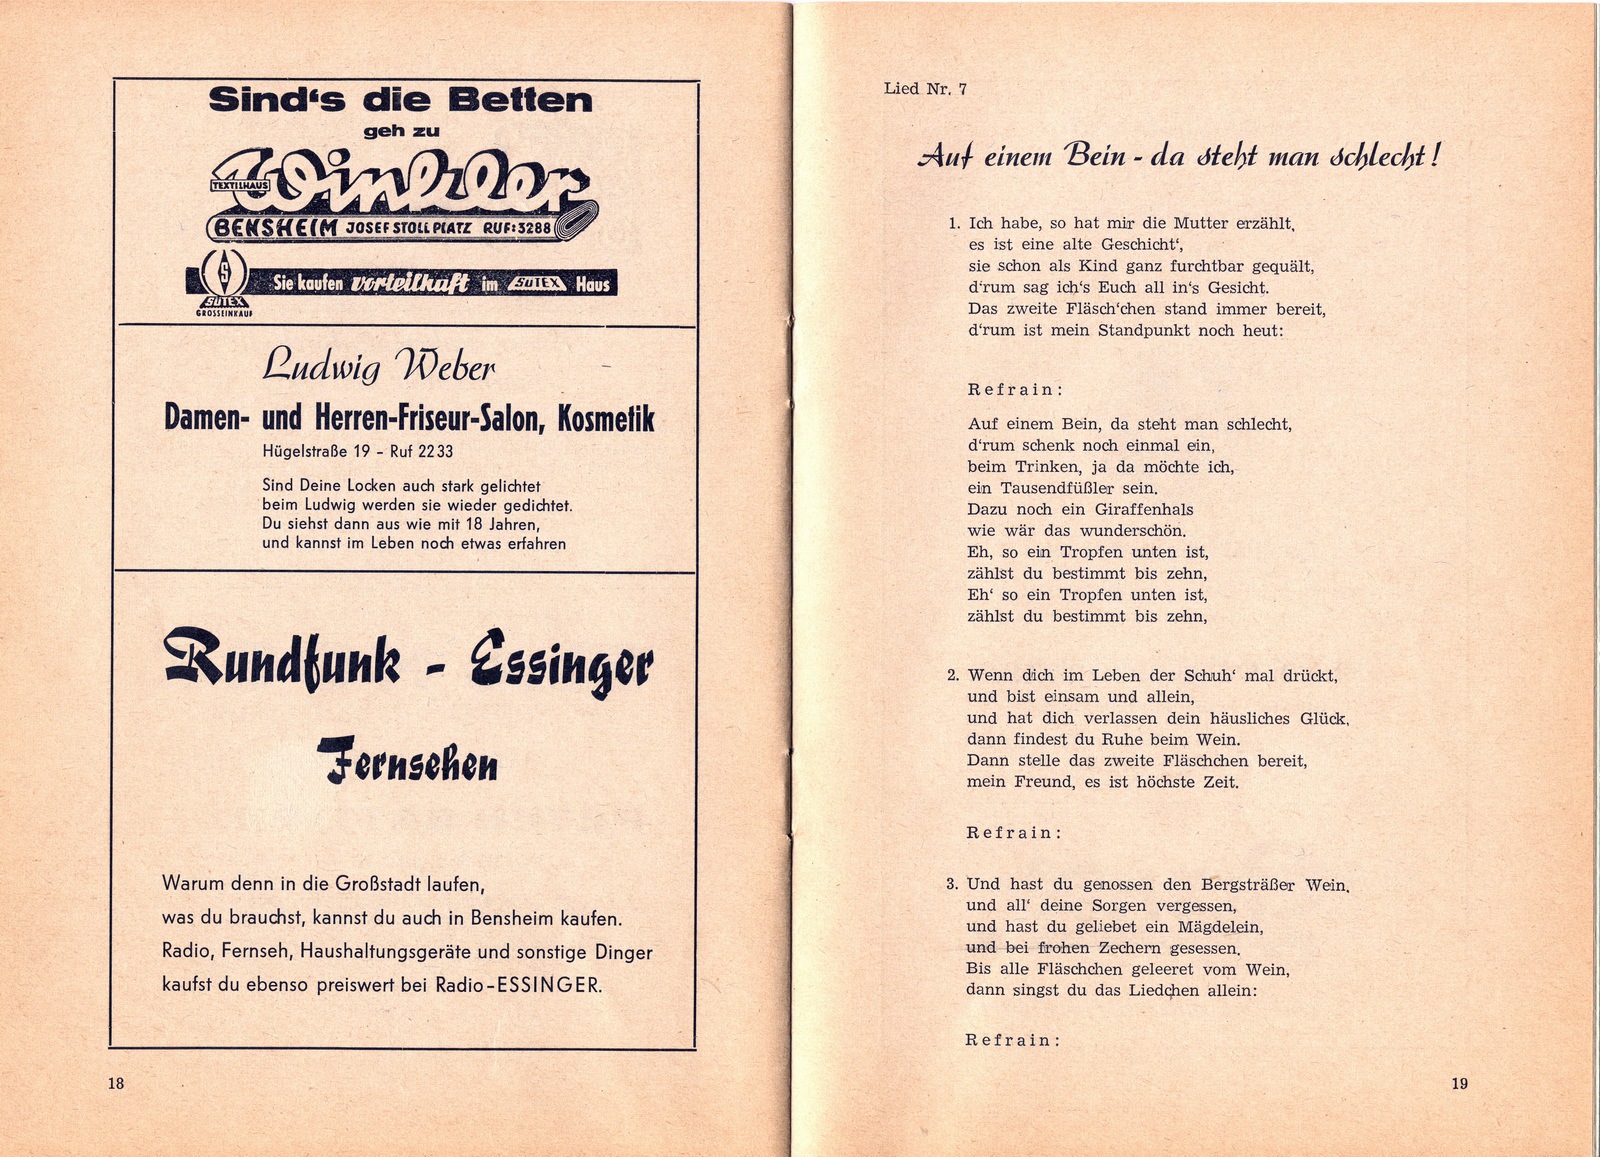 Sind‘s die Betten
geh zu
TEXTILHAUS
Winkler
BENSHEIM JOSEF STOLL PLATZ RUF:3288
S
SÜTEX
GROSSEINKAUF
Sie kaufen vorteilhaft im SÜTEX Haus
Ludwig Weber
Damen- und Herren-Friseur-Salon, Kosmetik
Hügelstraße 19 - Ruf 2233
Sind Deine Locken auch stark gelichtet
beim Ludwig werden sie wieder gedichtet.
Du siehst dann aus wie mit 18 Jahren,
und kannst im Leben noch etwas erfahren
Rundfunk - Essinger
Fernsehen
Warum denn in die Großstadt laufen,
was du brauchst, kannst du auch in Bensheim kaufen.
Radio, Fernseh, Haushaltungsgeräte und sonstige Dinger
kaufst du ebenso preiswert bei Radio-ESSINGER.
18
Lied Nr. 7
Auf einem Bein - da steht man schlecht!
1. Ich habe, so hat mir die Mutter erzählt,
es ist eine alte Geschicht‘,
sie schon als Kind ganz furchtbar gequält,
d‘rum sag ich‘s Euch all in‘s Gesicht.
Das zweite Fläsch‘chen stand immer bereit,
d‘rum ist mein Standpunkt noch heut:
Refrain:
Auf einem Bein, da steht man schlecht,
d‘rum schenk noch einmal ein,
beim Trinken, ja da möchte ich,
ein Tausendfüßler sein.
Dazu noch ein Giraffenhals
wie wär das wunderschön.
Eh, so ein Tropfen unten ist,
zählst du bestimmt bis zehn,
Eh‘ so ein Tropfen unten ist,
zählst du bestimmt bis zehn,
2. Wenn dich im Leben der Schuh‘ mal drückt,
und bist einsam und allein,
und hat dich verlassen dein häusliches Glück,
dann findest du Ruhe beim Wein.
Dann stelle das zweite Fläschchen bereit,
mein Freund, es ist höchste Zeit.
Refrain:
3. Und hast du genossen den Bergsträßer Wein,
und all‘ deine Sorgen vergessen,
und hast du geliebet ein Mägdelein,
und bei frohen Zechern gesessen.
Bis alle Fläschchen geleeret vom Wein,
dann singst du das Liedchen allein:
Refrain:
19